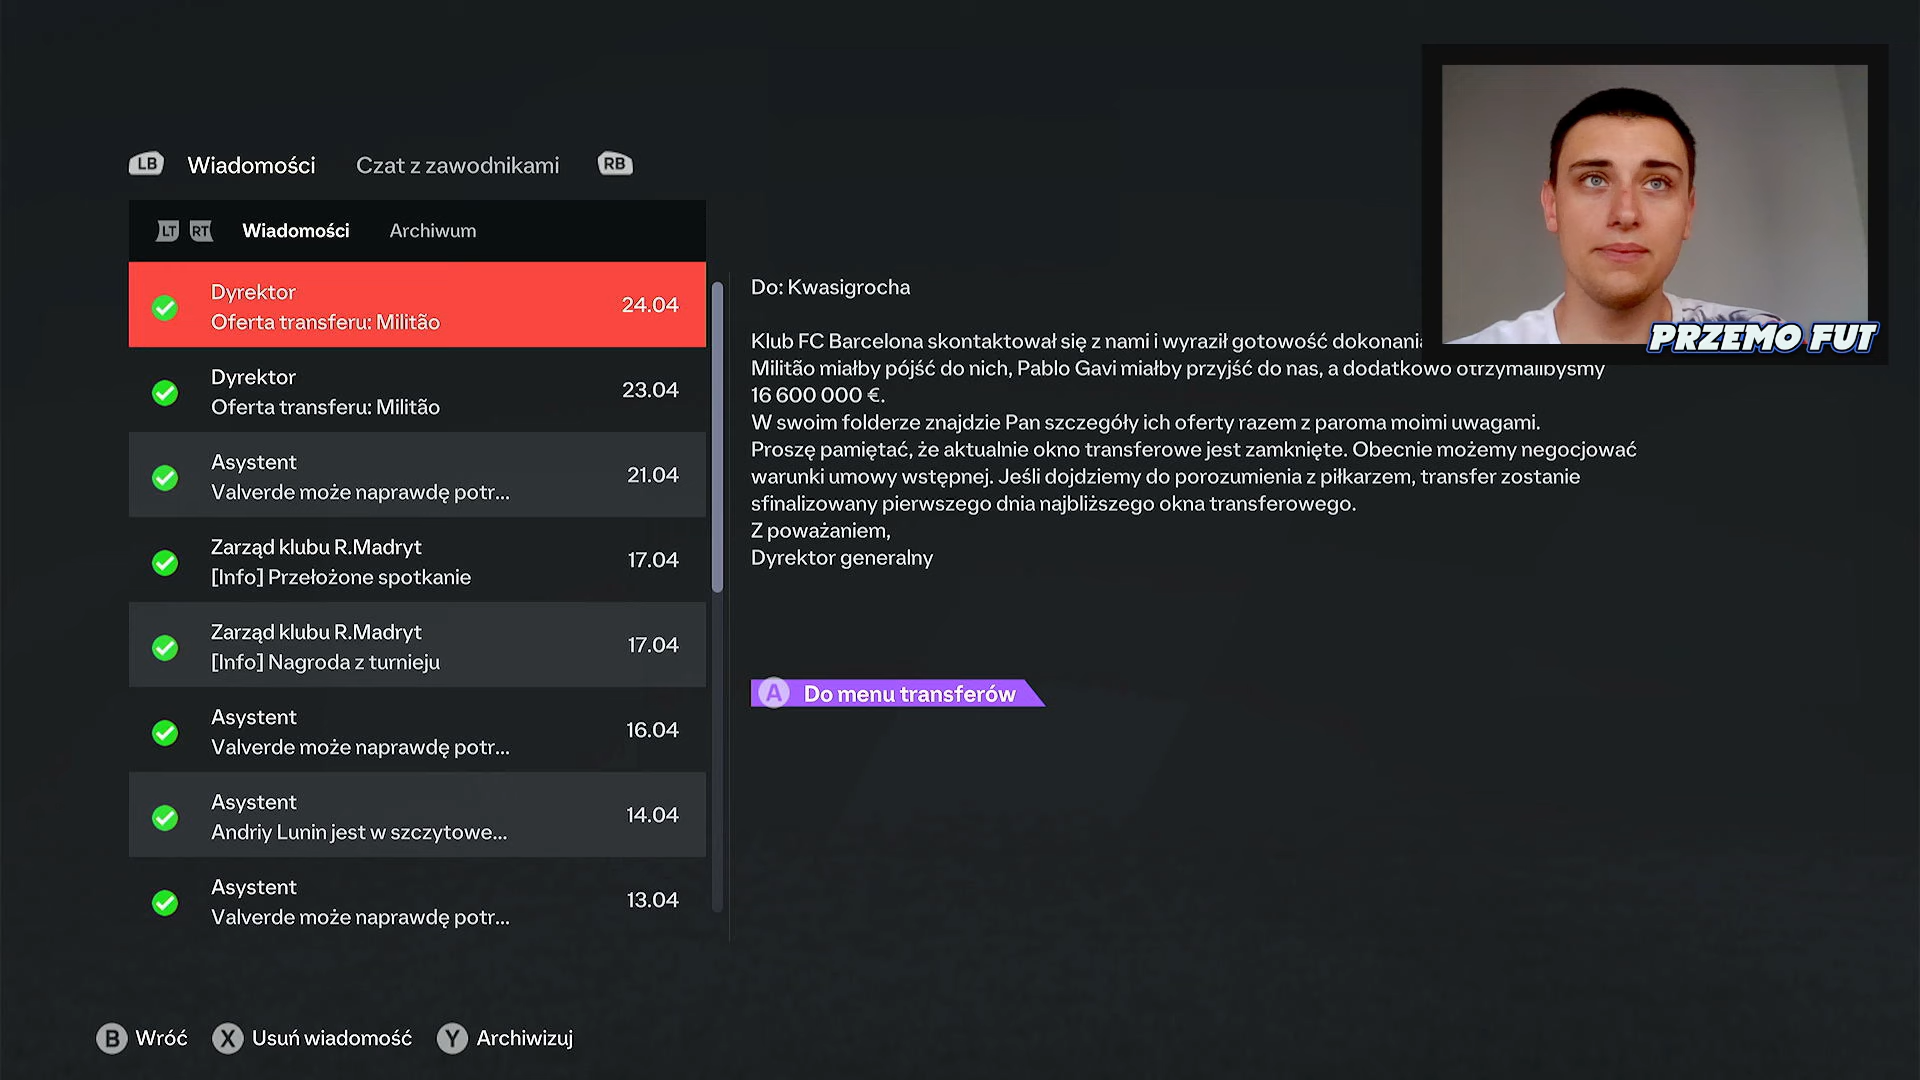 LB Wiadomości Czat z zawodnikami RB
LT RT Wiadomości Archiwum
Dyrektor
Oferta transferu: Militão
24.04
Dyrektor
Oferta transferu: Militão
23.04
Asystent
Valverde może naprawdę potr...
21.04
Zarząd klubu R.Madryt
[Info] Przełożone spotkanie
17.04
Zarząd klubu R.Madryt
[Info] Nagroda z turnieju
17.04
Asystent
Valverde może naprawdę potr...
16.04
Asystent
Andriy Lunin jest w szczytowe...
14.04
Asystent
Valverde może naprawdę potr...
13.04
Do: Kwasigrocha
Klub FC Barcelona skontaktował się z nami i wyraził gotowość dokonani
Militão miałby pójść do nich, Pablo Gavi miałby przyjść do nas, a dodatkowo otrzymalibyśmy
16 600 000 €.
W swoim folderze znajdzie Pan szczegóły ich oferty razem z paroma moimi uwagami.
Proszę pamiętać, że aktualnie okno transferowe jest zamknięte. Obecnie możemy negocjować
warunki umowy wstępnej. Jeśli dojdziemy do porozumienia z piłkarzem, transfer zostanie
sfinalizowany pierwszego dnia najbliższego okna transferowego.
Z poważaniem,
Dyrektor generalny
A Do menu transferów
PRZEMO FUT
B Wróć X Usuń wiadomość Y Archiwizuj